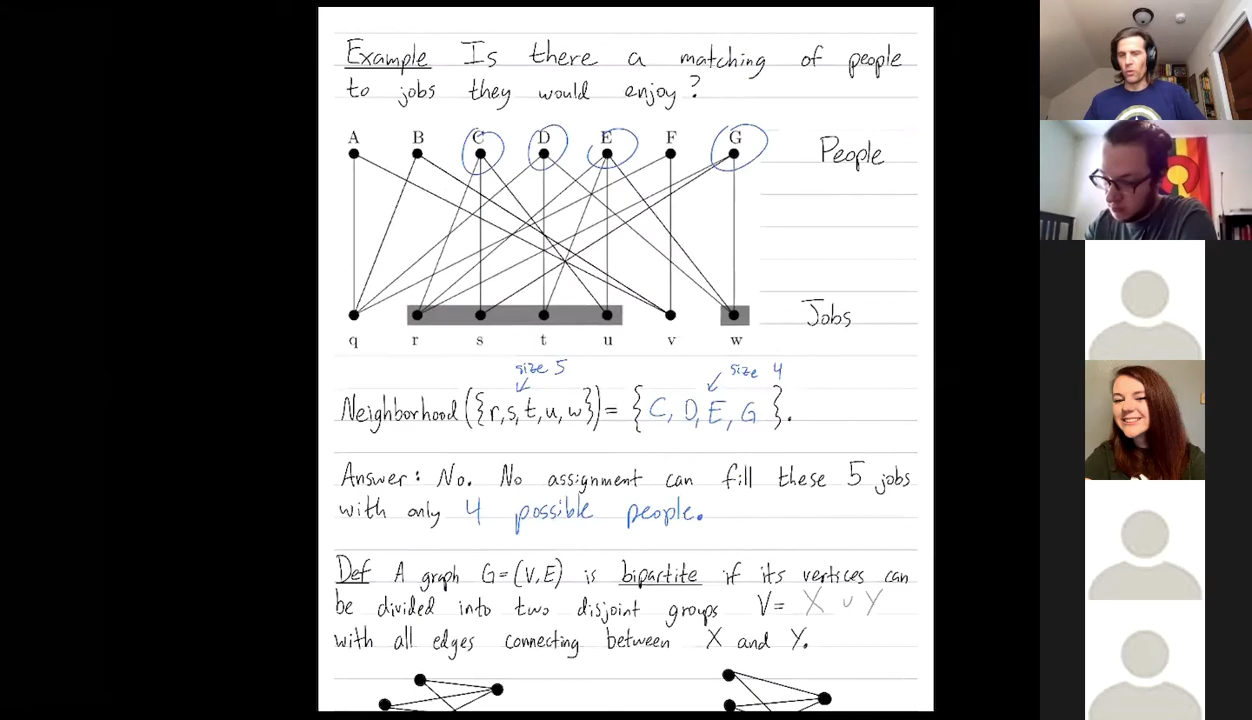 Example Is there a matching of people
to jobs they would enjoy?
A B C D E F G
People
Jobs
q r s t u v w
size 5
size 4
Neighborhood({r,s,t,u,w})= { C, D, E, G }.
Answer: No. No assignment can fill these 5 jobs
with only 4 possible people.
Def A graph G=(V,E) is bipartite if its vertices can
be divided into two disjoint groups V= X ∪ Y
with all edges connecting between X and Y.